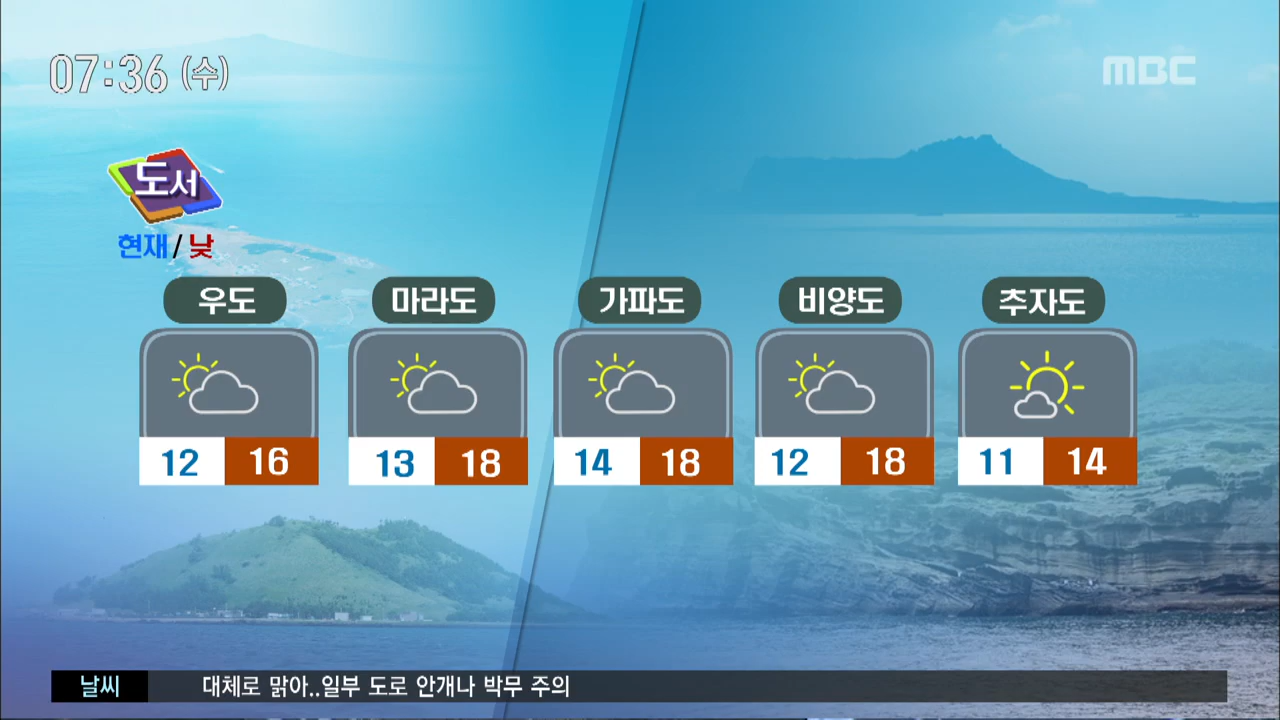 07:36 (수)
MBC
도서
현재/낮
우도 마라도 가파도 비양도 추자도
12 16 13 18 14 18 12 18 11 14
날씨 대체로 맑아..일부 도로 안개나 박무 주의